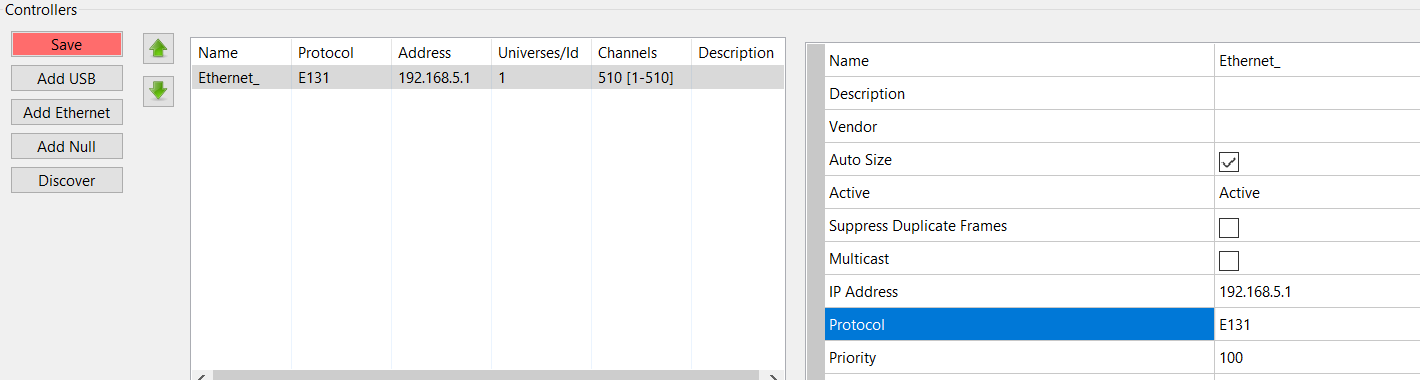 Controllers
Save
Add USB
Add Ethernet
Add Null
Discover
Name Protocol Address Universes/Id Channels Description
Ethernet_ E131 192.168.5.1 1 510 [1-510]
Name Ethernet_
Description
Vendor
Auto Size
Active Active
Suppress Duplicate Frames
Multicast
IP Address 192.168.5.1
Protocol E131
Priority 100